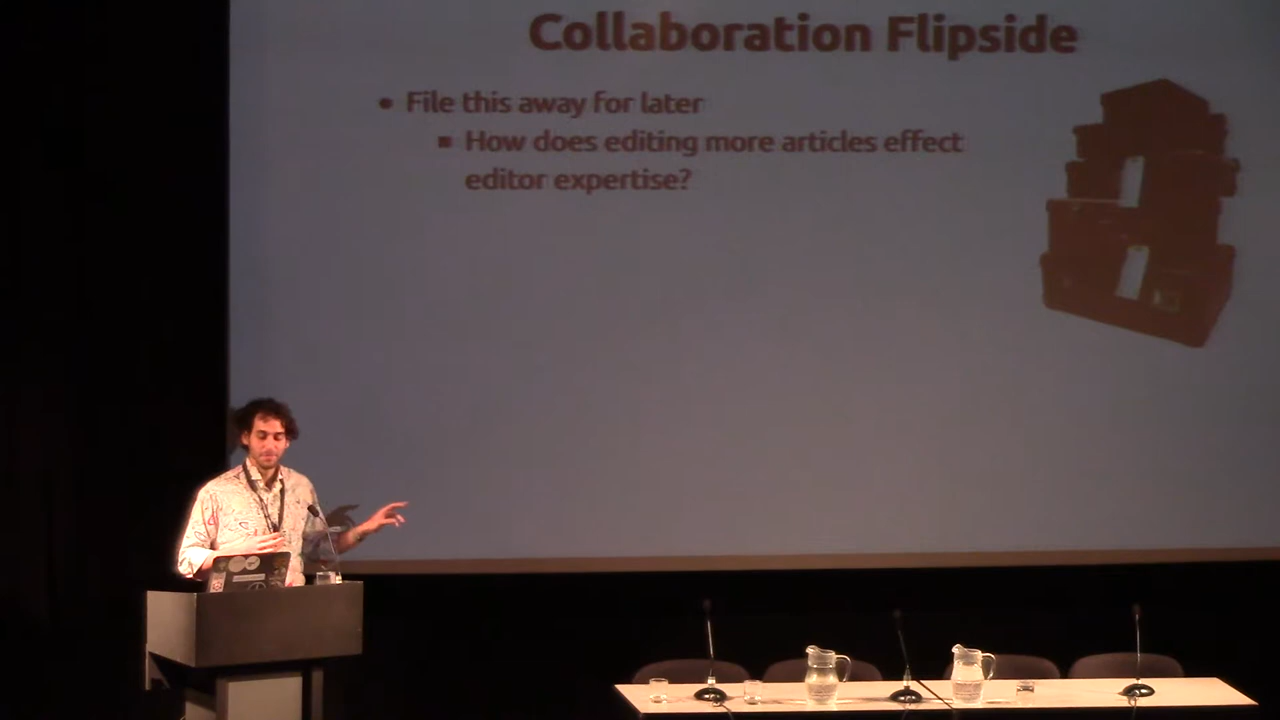 Collaboration Flipside
• File this away for later
▪ How does editing more articles effect
editor expertise?